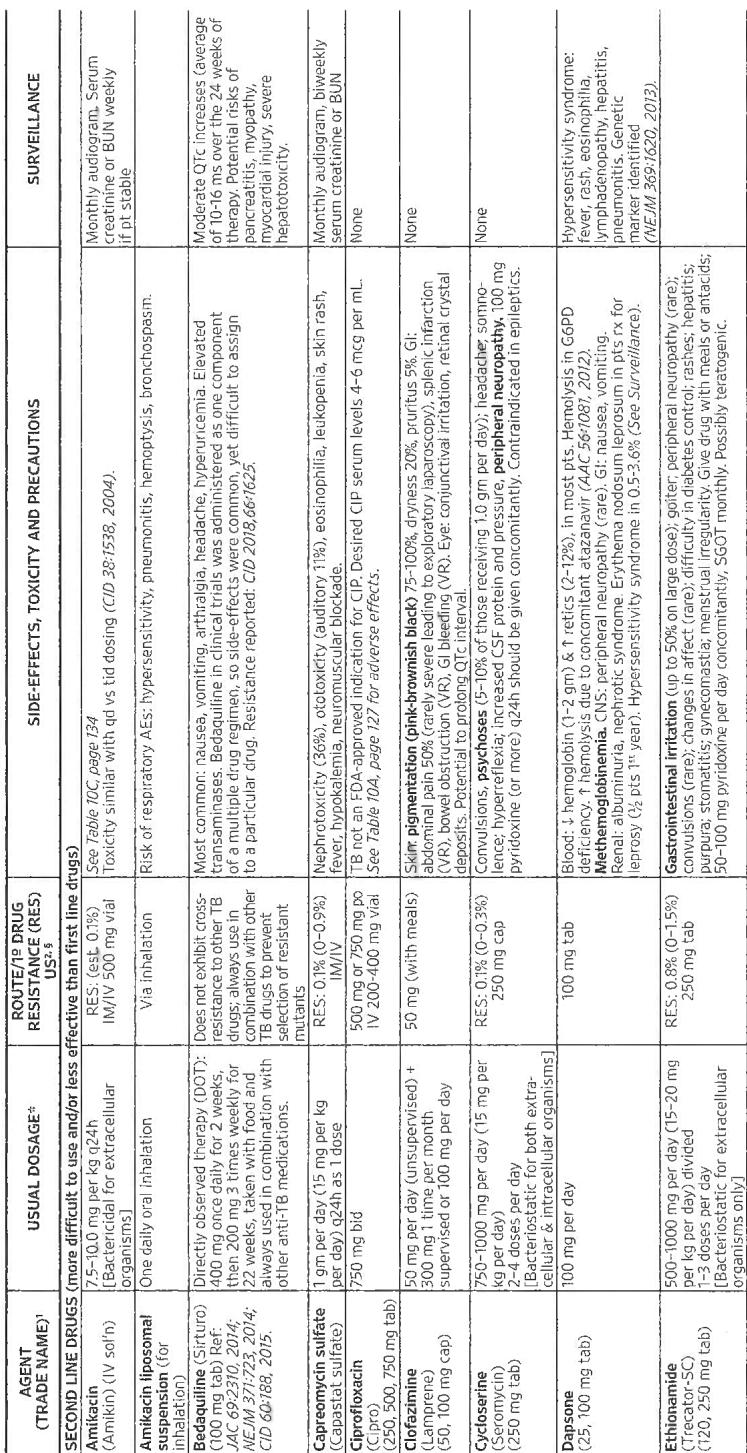 AGENT
(TRADE NAME)¹
USUAL DOSAGE*
ROUTE/1º DRUG
RESISTANCE (RES)
US²,§
SIDE-EFFECTS, TOXICITY AND PRECAUTIONS
SURVEILLANCE
SECOND LINE DRUGS (more difficult to use and/or less effective than first line drugs)
Amikacin
(Amikin) (IV sol'n)
7.5–10.0 mg per kg q24h
[Bactericidal for extracellular
organisms]
RES: (est. 0.1%)
IM/IV 500 mg vial
See Table 10C, page 134
Toxicity similar with qd vs tid dosing (CID 38:1538, 2004).
Monthly audiogram. Serum
creatinine or BUN weekly
if pt stable
Amikacin liposomal
suspension (for
inhalation)
One daily oral inhalation
Via inhalation
Risk of respiratory AEs: hypersensitivity, pneumonitis, hemoptysis, bronchospasm.
Bedaquiline (Sirturo)
(100 mg tab) Ref:
JAC 69:2310, 2014;
NEJM 371:723, 2014;
CID 60:188, 2015.
Directly observed therapy (DOT):
400 mg once daily for 2 weeks,
then 200 mg 3 times weekly for
22 weeks, taken with food and
always used in combination with
other anti-TB medications.
Does not exhibit cross-
resistance to other TB
drugs; always use in
combination with other
TB drugs to prevent
selection of resistant
mutants
Most common: nausea, vomiting, arthralgia, headache, hyperuricemia. Elevated
transaminases. Bedaquiline in clinical trials was administered as one component
of a multiple drug regimen, so side-effects were common, yet difficult to assign
to a particular drug. Resistance reported: CID 2018,66:1625.
Moderate QTc increases (average
of 10-16 ms over the 24 weeks of
therapy. Potential risks of
pancreatitis, myopathy,
myocardial injury, severe
hepatotoxicity.
Capreomycin sulfate
(Capastat sulfate)
1 gm per day (15 mg per kg
per day) q24h as 1 dose
RES: 0.1% (0–0.9%)
IM/IV
Nephrotoxicity (36%), ototoxicity (auditory 11%), eosinophilia, leukopenia, skin rash,
fever, hypokalemia, neuromuscular blockade.
Monthly audiogram, biweekly
serum creatinine or BUN
Ciprofloxacin
(Cipro)
(250, 500, 750 mg tab)
750 mg bid
500 mg or 750 mg po
IV 200-400 mg vial
TB not an FDA-approved indication for CIP. Desired CIP serum levels 4–6 mcg per mL.
See Table 10A, page 127 for adverse effects.
None
Clofazimine
(Lamprene)
(50, 100 mg cap)
50 mg per day (unsupervised) +
300 mg 1 time per month
supervised or 100 mg per day
50 mg (with meals)
Skin: pigmentation (pink-brownish black) 75-100%, dryness 20%, pruritus 5%. GI:
abdominal pain 50% (rarely severe leading to exploratory laparoscopy), splenic infarction
(VR), bowel obstruction (VR), GI bleeding (VR). Eye: conjunctival irritation, retinal crystal
deposits. Potential to prolong QTc interval.
None
Cycloserine
(Seromycin)
(250 mg tab)
750–1000 mg per day (15 mg per
kg per day)
2–4 doses per day
[Bacteriostatic for both extra-
cellular & intracellular organisms]
RES: 0.1% (0–0.3%)
250 mg cap
Convulsions, psychoses (5–10% of those receiving 1.0 gm per day); headache; somno-
lence; hyperreflexia; increased CSF protein and pressure, peripheral neuropathy. 100 mg
pyridoxine (or more) q24h should be given concomitantly. Contraindicated in epileptics.
None
Dapsone
(25, 100 mg tab)
100 mg per day
100 mg tab
Blood: ↓ hemoglobin (1–2 gm) & ↑ retics (2–12%), in most pts. Hemolysis in G6PD
deficiency. ↑ hemolysis due to concomitant atazanavir (AAC 56:1081, 2012).
Methemoglobinemia. CNS: peripheral neuropathy (rare). GI: nausea, vomiting.
Renal: albuminuria, nephrotic syndrome. Erythema nodosum leprosum in pts rx for
leprosy (½ pts 1st year). Hypersensitivity syndrome in 0.5-3.6% (See Surveillance).
Hypersensitivity syndrome:
fever, rash, eosinophilia,
lymphadenopathy, hepatitis,
pneumonitis. Genetic
marker identified
(NEJM 369:1620, 2013).
Ethionamide
(Trecator-SC)
(120, 250 mg tab)
500–1000 mg per day (15–20 mg
per kg per day) divided
1–3 doses per day
[Bacteriostatic for extracellular
organisms only]
RES: 0.8% (0–1.5%)
250 mg tab
Gastrointestinal irritation (up to 50% on large dose); goiter; peripheral neuropathy (rare);
convulsions (rare); changes in affect (rare); difficulty in diabetes control; rashes; hepatitis;
purpura; stomatitis; gynecomastia; menstrual irregularity. Give drug with meals or antacids;
50–100 mg pyridoxine per day concomitantly, SGOT monthly. Possibly teratogenic.